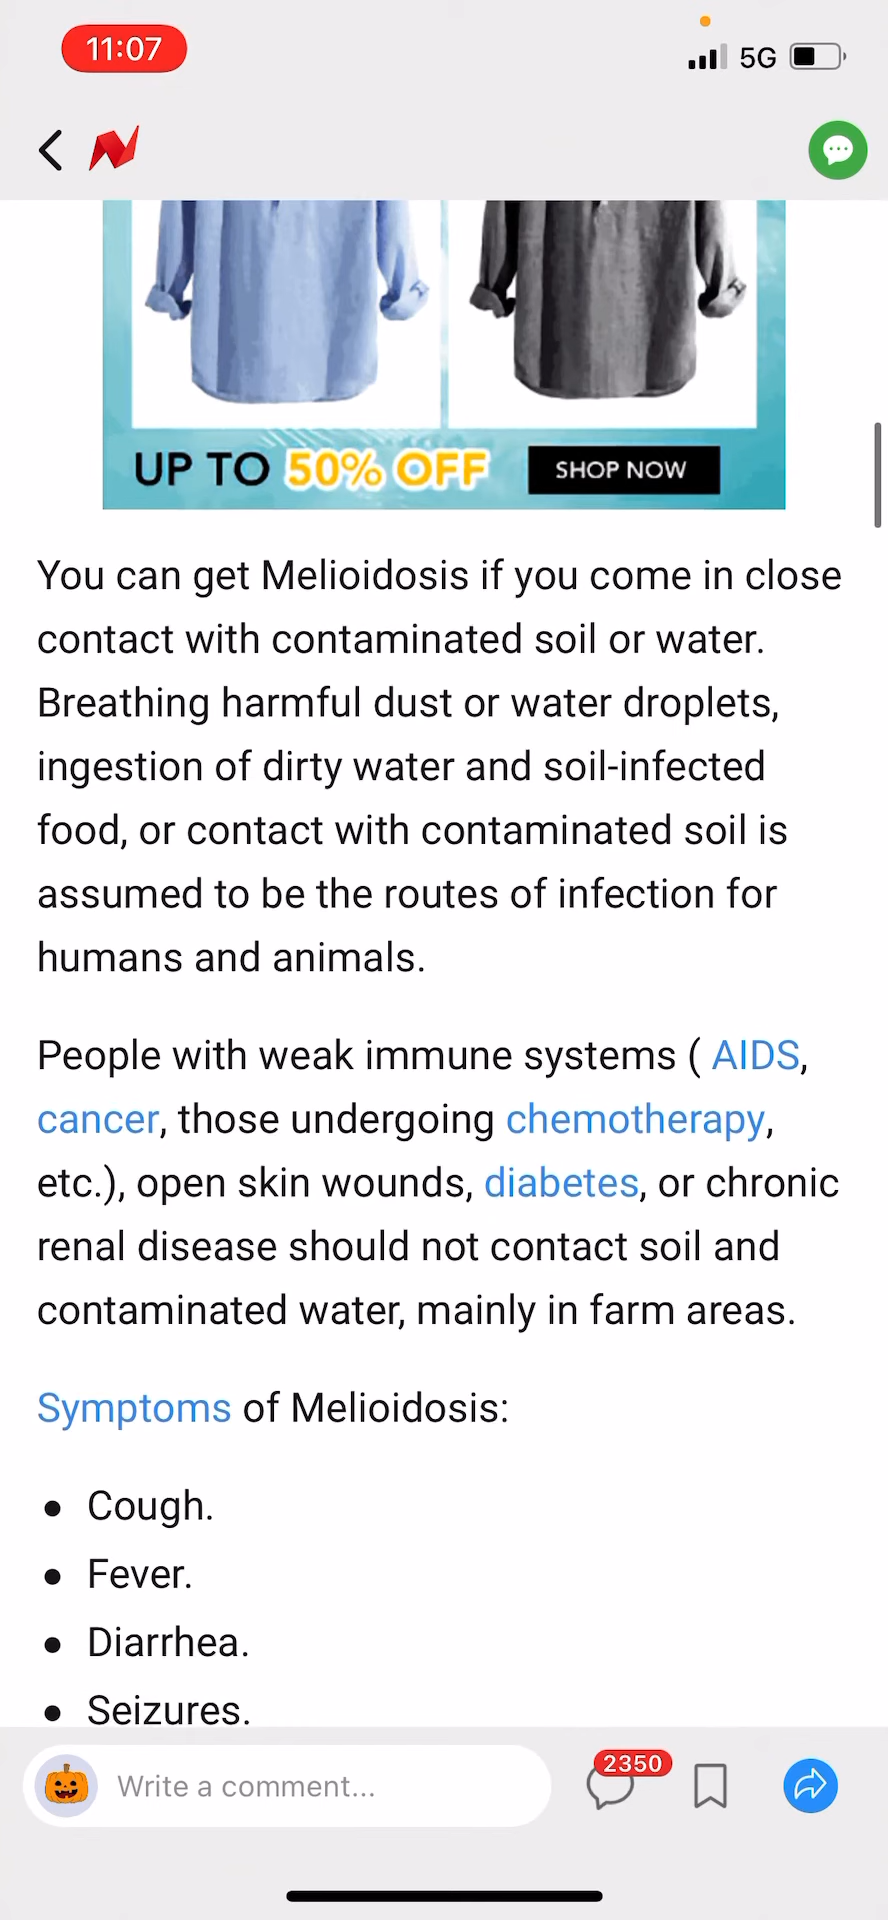 11:07
5G
UP TO 50% OFF
SHOP NOW
You can get Melioidosis if you come in close
contact with contaminated soil or water.
Breathing harmful dust or water droplets,
ingestion of dirty water and soil-infected
food, or contact with contaminated soil is
assumed to be the routes of infection for
humans and animals.
People with weak immune systems ( AIDS,
cancer, those undergoing chemotherapy,
etc.), open skin wounds, diabetes, or chronic
renal disease should not contact soil and
contaminated water, mainly in farm areas.
Symptoms of Melioidosis:
• Cough.
• Fever.
• Diarrhea.
• Seizures.
Write a comment...
2350